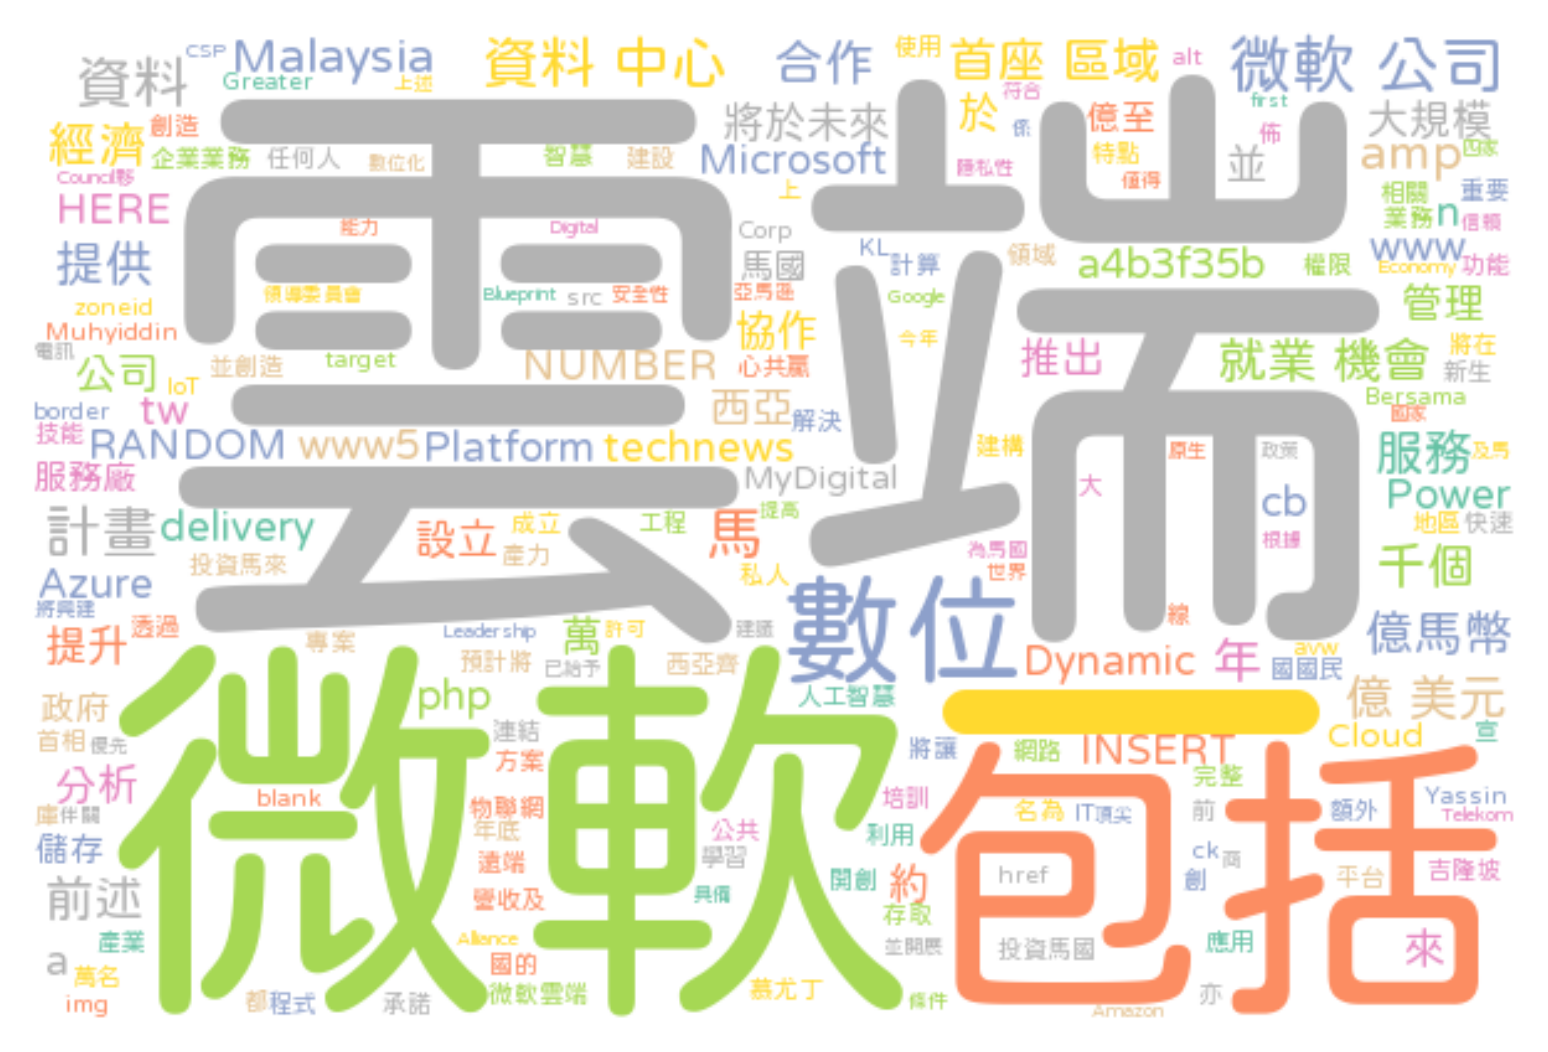 CSP Malaysia 資料 中心 合作 使用 首座 區域 alt 微軟 公司
資料 Greater 上述 符合 first
將於未來 於 係 億至 佈 大規模
經濟 創造 企業業務 任何人 數位化 智慧 建設 Microsoft 隱私性 特點 值得 並 amp 四家
Council夥 上 相關 重要
HERE 能力 Digital Corp 業務 n 信賴
提供 馬國 KL 計算 領域 a4b3f35b 權限 www Economy 功能
zoneid 領導委員會 Blueprint src 安全性 亞馬遜 Google 管理
Muhyiddin 協作 今年
電訊 公司 IoT 並創造 target NUMBER 心共贏 推出 就業 機會 將在 新生
border tw 西亞 解決 Bersama 國家
技能 RANDOM www5 Platform technews 建構 原生 政策 服務 及馬
服務廠 MyDigital 大 cb Power
計畫 delivery 設立 成立 工程 馬 提高 根據 地區 快速
投資馬來 產力 私人 為馬國 世界 千個
Azure
將興建 雲端 數位 線 億馬幣
提升 透過 專案 Leadership 萬 許可 建議 avw
預計將 已給予 西亞齊 Dynamic 年 國國民
政府 php 人工智慧 億 美元
首相 優先 連結 將讓 網路 INSERT Cloud 宣
分析 blank 方案 一 完整
庫 伴關 物聯網 培訓 名為 IT頂尖 前 額外 Yassin Telekom
儲存 年底 公共 利用 ck 商
遠端 學習 開創 約 href 創 平台 吉隆坡
前述 營收及 具備 存取
產業 微軟 Alliance 並開展 包括 投資馬國 應用 來
a 萬名 國的 慕尤丁 亦
img 都 程式 承諾 微軟雲端 條件 Amazon